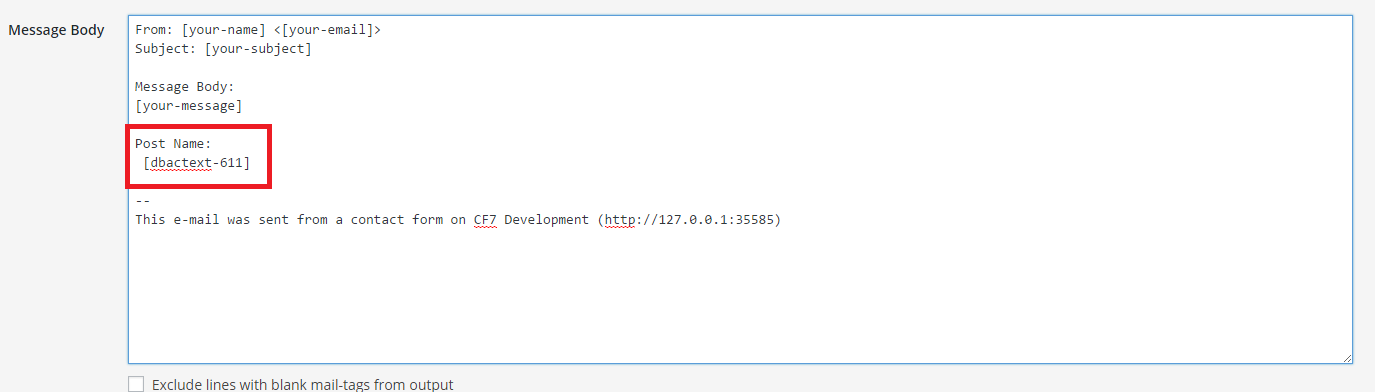 Message Body
From: [your-name] <[your-email]>
Subject: [your-subject]
Message Body:
[your-message]
Post Name:
[dbactext-611]
--
This e-mail was sent from a contact form on CF7 Development (http://127.0.0.1:35585)
Exclude lines with blank mail-tags from output